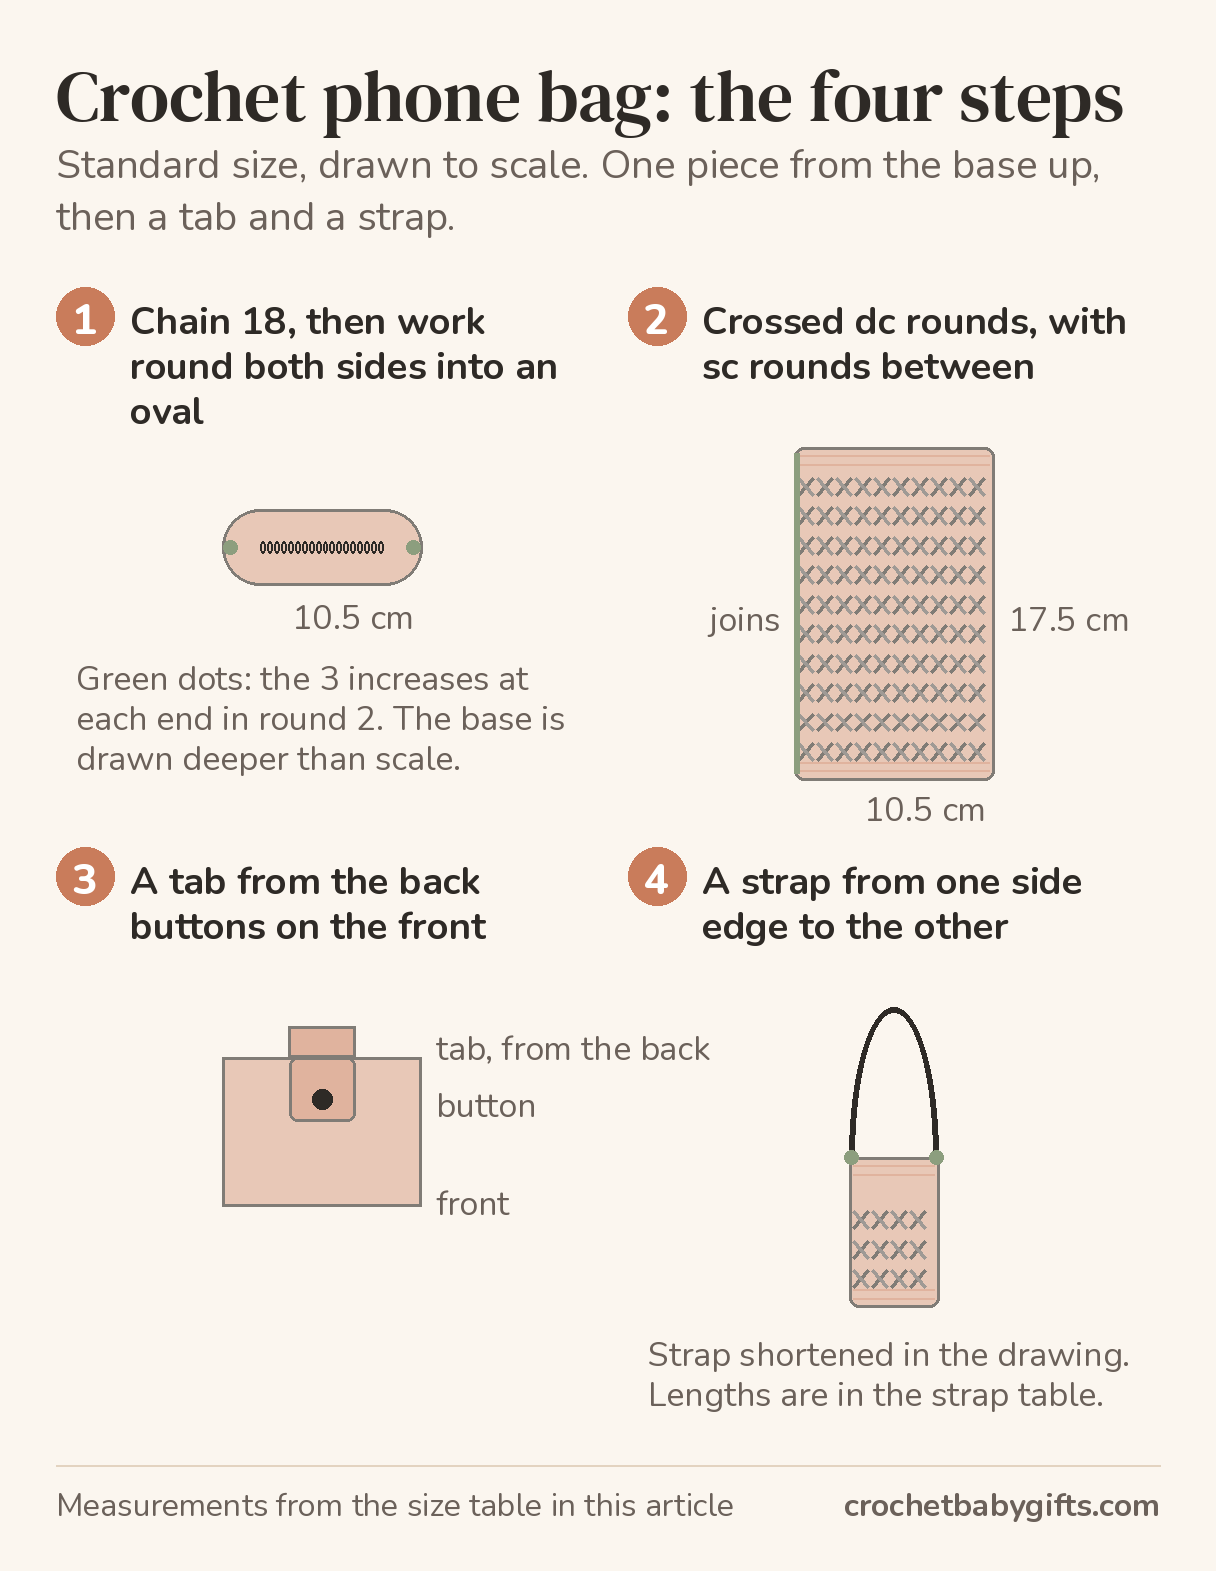 Crochet phone bag: the four steps
Standard size, drawn to scale. One piece from the base up,
then a tab and a strap.
1
Chain 18, then work
round both sides into an
oval
10.5 cm
Green dots: the 3 increases at
each end in round 2. The base is
drawn deeper than scale.
2
Crossed dc rounds, with
sc rounds between
joins
17.5 cm
10.5 cm
3
A tab from the back
buttons on the front
tab, from the back
button
front
4
A strap from one side
edge to the other
Strap shortened in the drawing.
Lengths are in the strap table.
Measurements from the size table in this article
crochetbabygifts.com